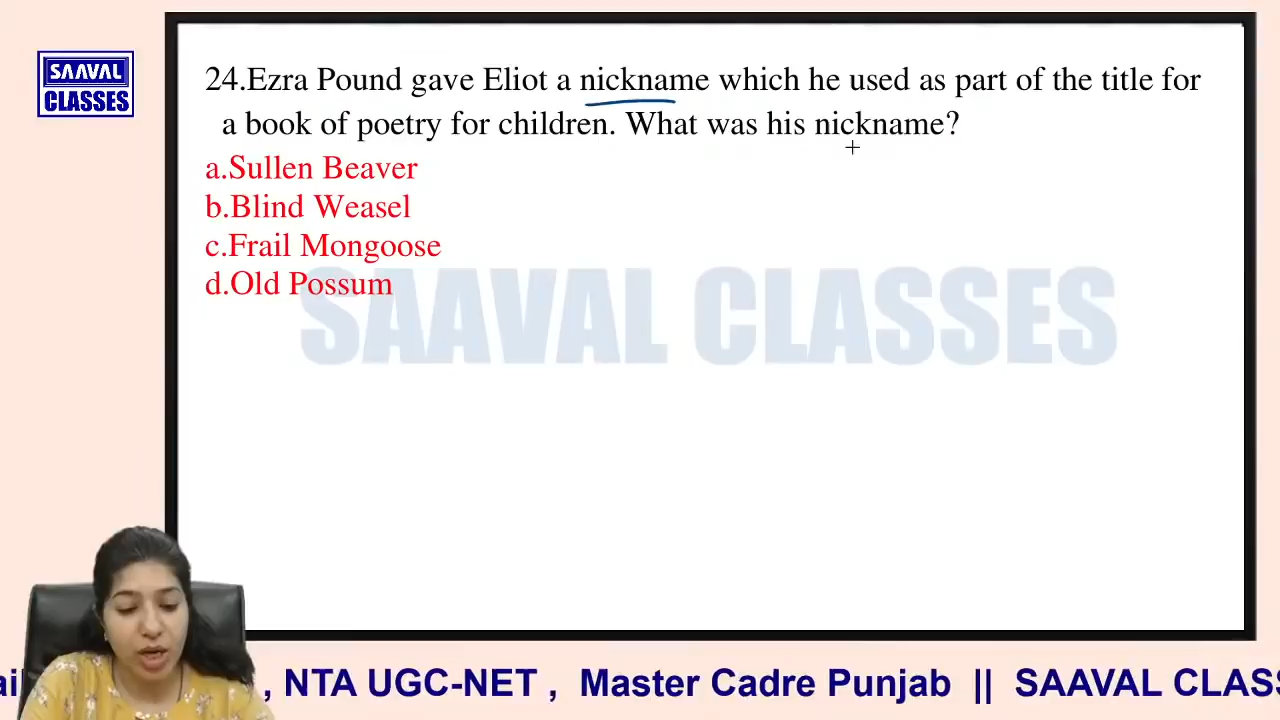 SAAVAL
CLASSES
24.Ezra Pound gave Eliot a nickname which he used as part of the title for
a book of poetry for children. What was his nickname?
a.Sullen Beaver
b.Blind Weasel
c.Frail Mongoose
d.Old Possum
SAAVAL CLASSES
, NTA UGC-NET , Master Cadre Punjab || SAAVAL CLASS